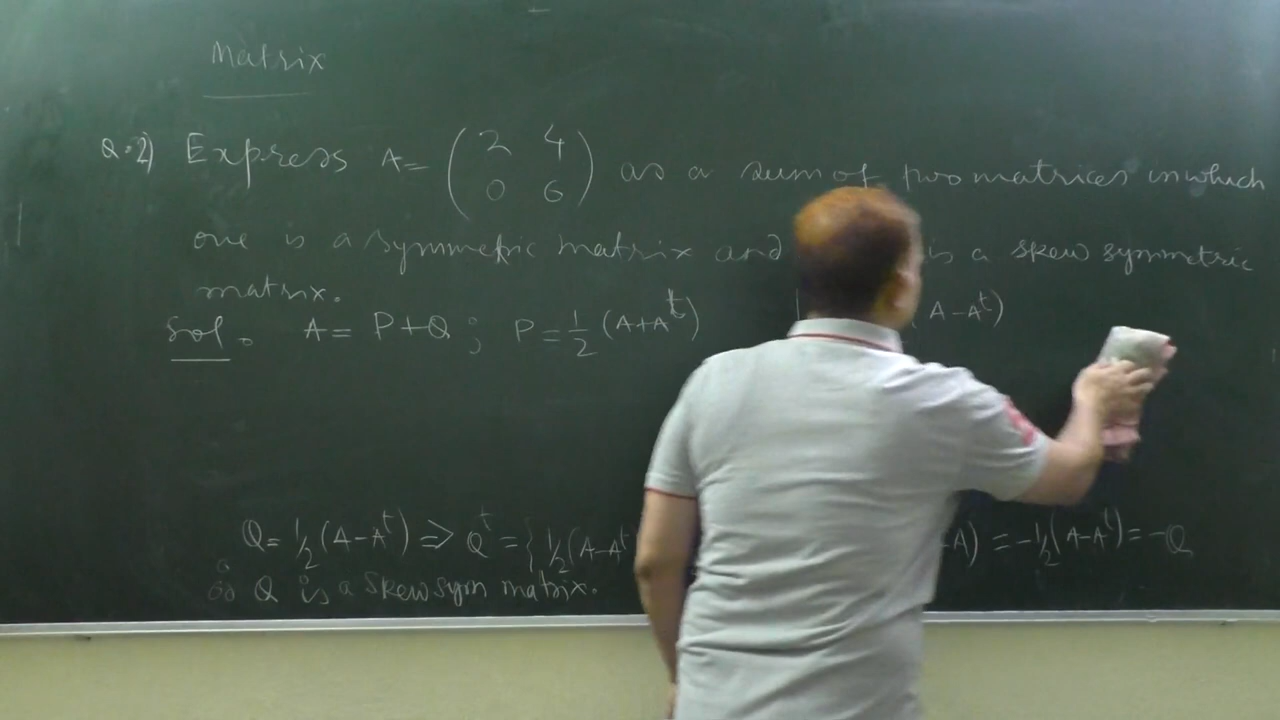 Matrix
Q.2) Express A = ( 2 4 ) as a sum of two matrices in which
( 0 6 )
one is a symmetric matrix and is a skew symmetric
matrix.
Sol. A = P+Q ; P = 1/2 (A+A^t) (A-A^t)
Q = 1/2 (A-A^t) ⇒ Q^t = { 1/2 (A-A^t -A) = -1/2 (A-A^t) = -Q
∴ Q is a skew sym matrix.